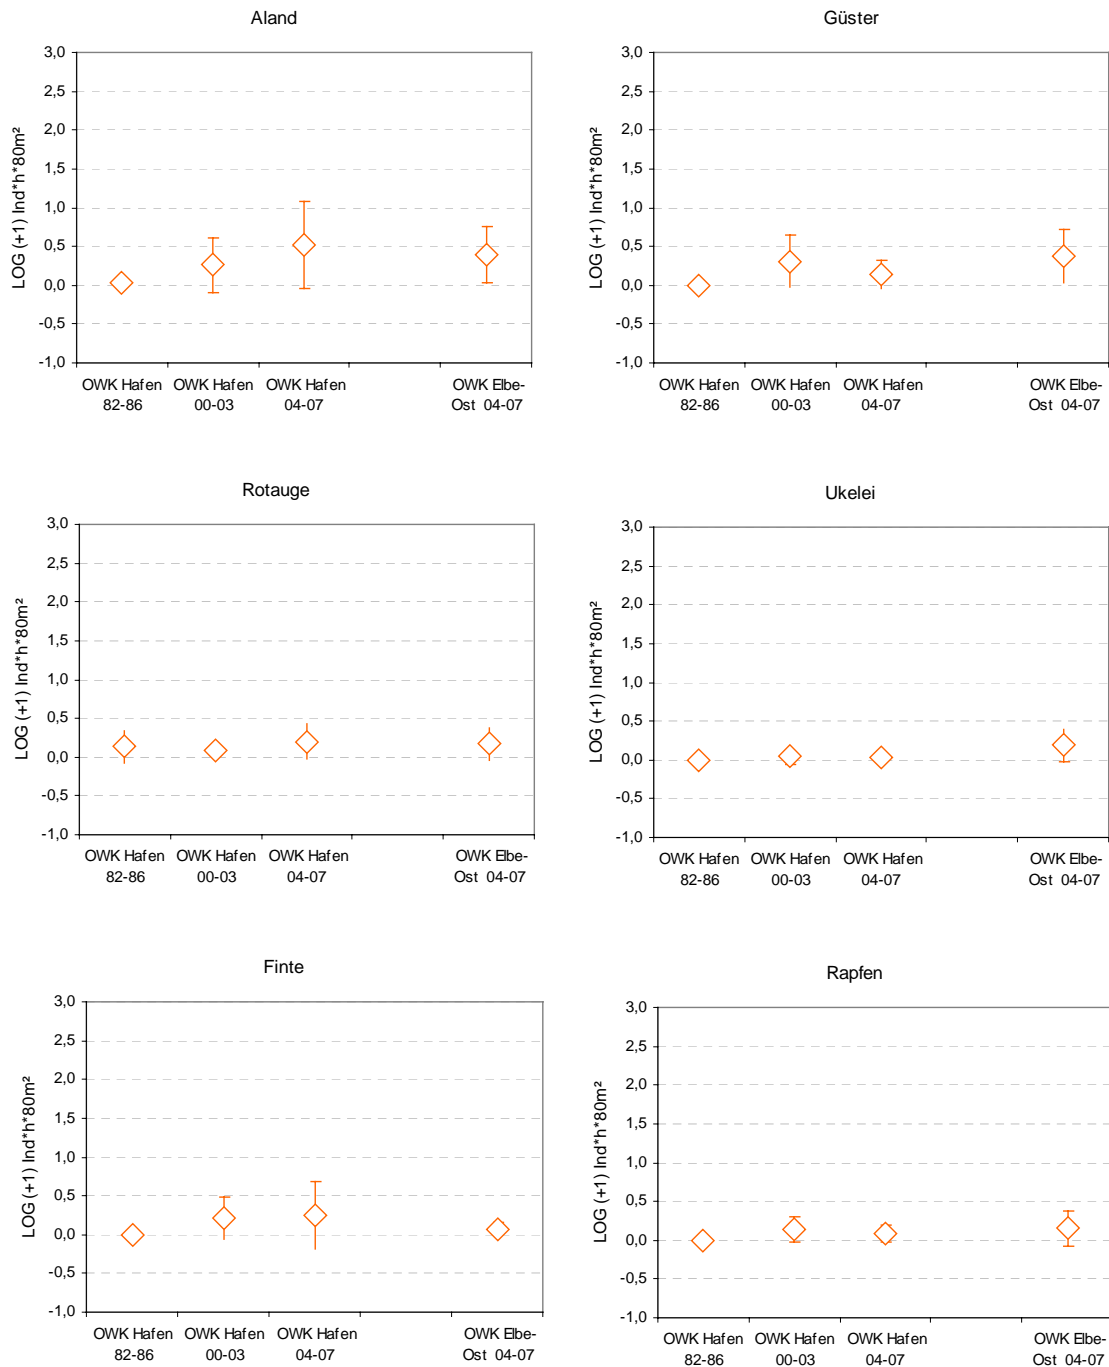 Aland
3,0
2,5
2,0
1,5
1,0
0,5
0,0
-0,5
-1,0
LOG (+1) Ind*h*80m²
OWK Hafen OWK Hafen OWK Hafen OWK Elbe-
82-86 00-03 04-07 Ost 04-07
Güster
3,0
2,5
2,0
1,5
1,0
0,5
0,0
-0,5
-1,0
LOG (+1) Ind*h*80m²
OWK Hafen OWK Hafen OWK Hafen OWK Elbe-
82-86 00-03 04-07 Ost 04-07
Rotauge
3,0
2,5
2,0
1,5
1,0
0,5
0,0
-0,5
-1,0
LOG (+1) Ind*h*80m²
OWK Hafen OWK Hafen OWK Hafen OWK Elbe-
82-86 00-03 04-07 Ost 04-07
Ukelei
3,0
2,5
2,0
1,5
1,0
0,5
0,0
-0,5
-1,0
LOG (+1) Ind*h*80m²
OWK Hafen OWK Hafen OWK Hafen OWK Elbe-
82-86 00-03 04-07 Ost 04-07
Finte
3,0
2,5
2,0
1,5
1,0
0,5
0,0
-0,5
-1,0
LOG (+1) Ind*h*80m²
OWK Hafen OWK Hafen OWK Hafen OWK Elbe-
82-86 00-03 04-07 Ost 04-07
Rapfen
3,0
2,5
2,0
1,5
1,0
0,5
0,0
-0,5
-1,0
LOG (+1) Ind*h*80m²
OWK Hafen OWK Hafen OWK Hafen OWK Elbe-
82-86 00-03 04-07 Ost 04-07